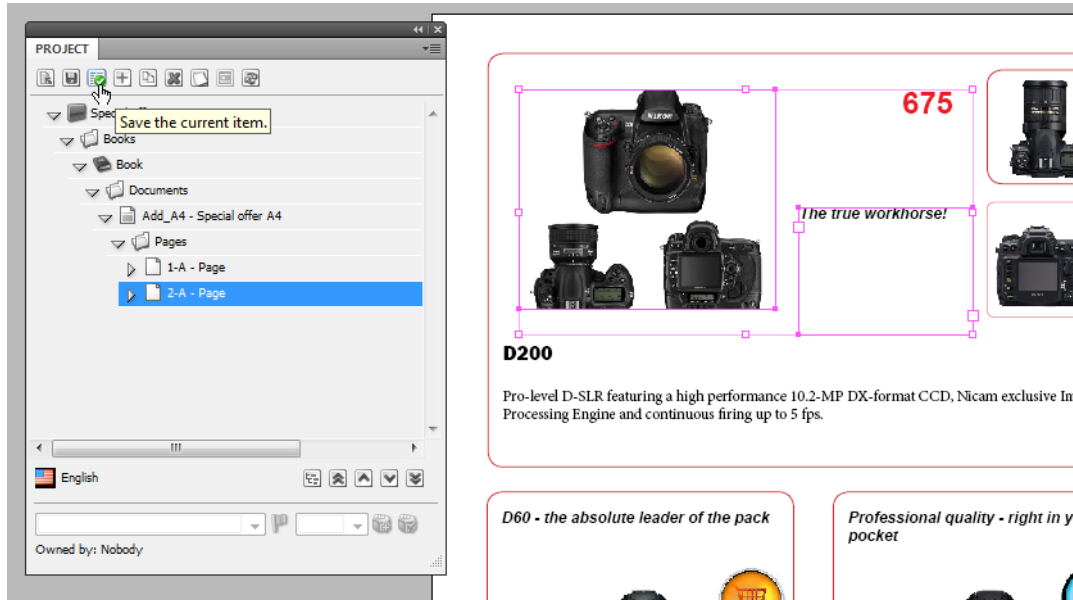 PROJECT
Save the current item.
Books
Book
Documents
Add_A4 - Special offer A4
Pages
1-A - Page
2-A - Page
English
Owned by: Nobody
675
NIKON
The true workhorse!
D200
Pro-level D-SLR featuring a high performance 10.2-MP DX-format CCD, Nicam exclusive Im
Processing Engine and continuous firing up to 5 fps.
D60 - the absolute leader of the pack
Professional quality - right in y
pocket